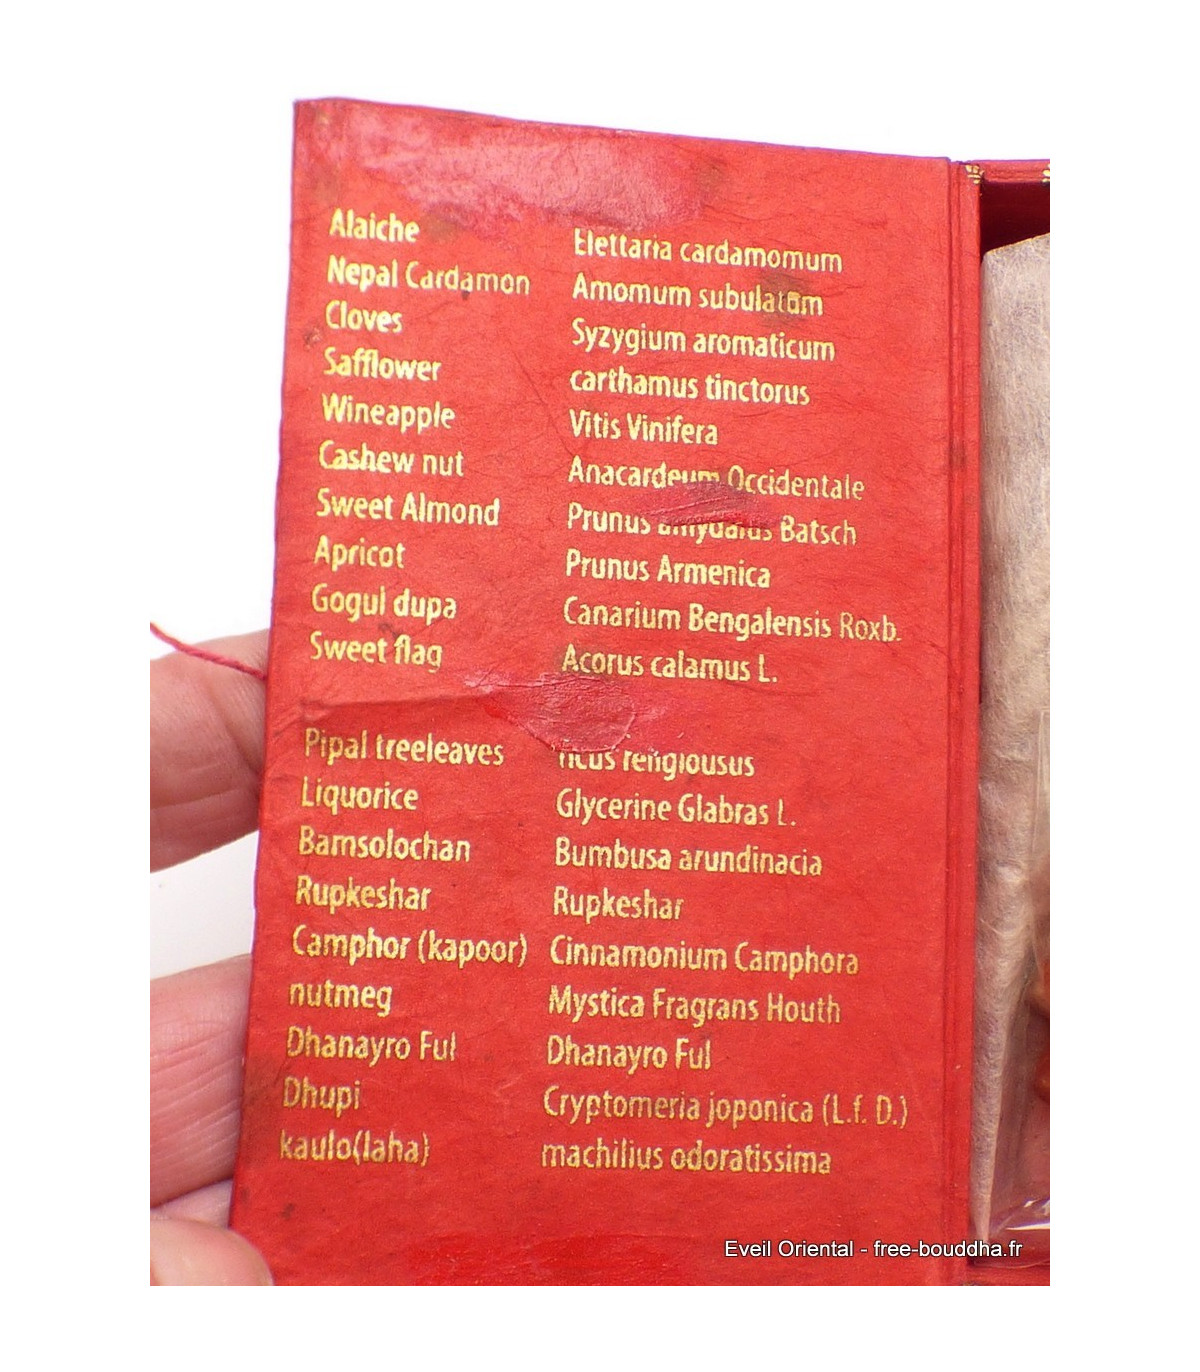 Alaiche Elettaria cardamomum
Nepal Cardamon Amomum subulatum
Cloves Syzygium aromaticum
Safflower carthamus tinctorus
Wineapple Vitis Vinifera
Cashew nut Anacardeum Occidentale
Sweet Almond Prunus amydalus Batsch
Apricot Prunus Armenica
Gogul dupa Canarium Bengalensis Roxb.
Sweet flag Acorus calamus L.
Pipal treeleaves ficus rengiousus
Liquorice Glycerine Glabras L.
Bamsolochan Bumbusa arundinacia
Rupkeshar Rupkeshar
Camphor (kapoor) Cinnamonium Camphora
nutmeg Mystica Fragrans Houth
Dhanayro Ful Dhanayro Ful
Dhupi Cryptomeria joponica (L.f. D.)
kaulo(laha) machilius odoratissima
Eveil Oriental - free-bouddha.fr